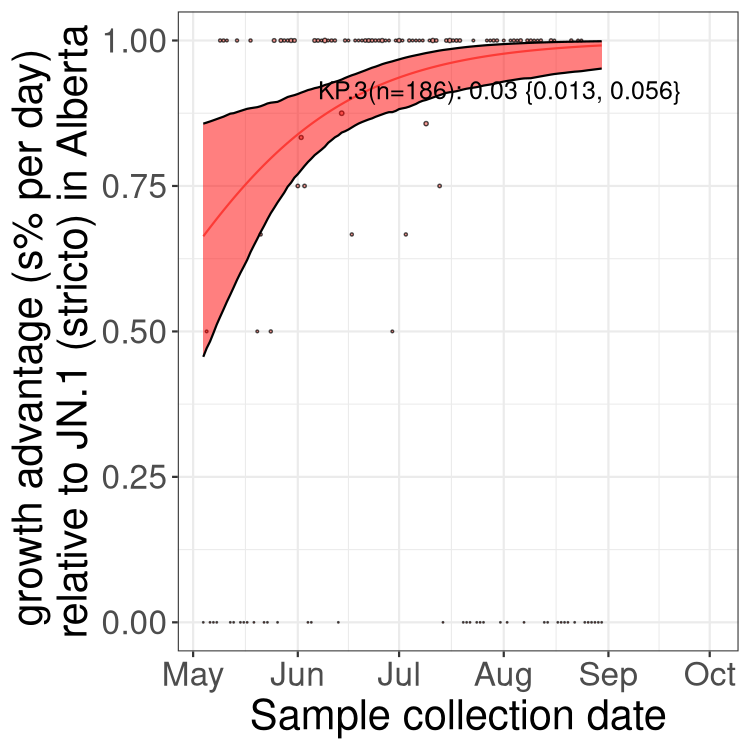 growth advantage (s% per day)
relative to JN.1 (stricto) in Alberta
1.00
0.75
0.50
0.25
0.00
KP.3(n=186): 0.03 {0.013, 0.056}
May Jun Jul Aug Sep Oct
Sample collection date